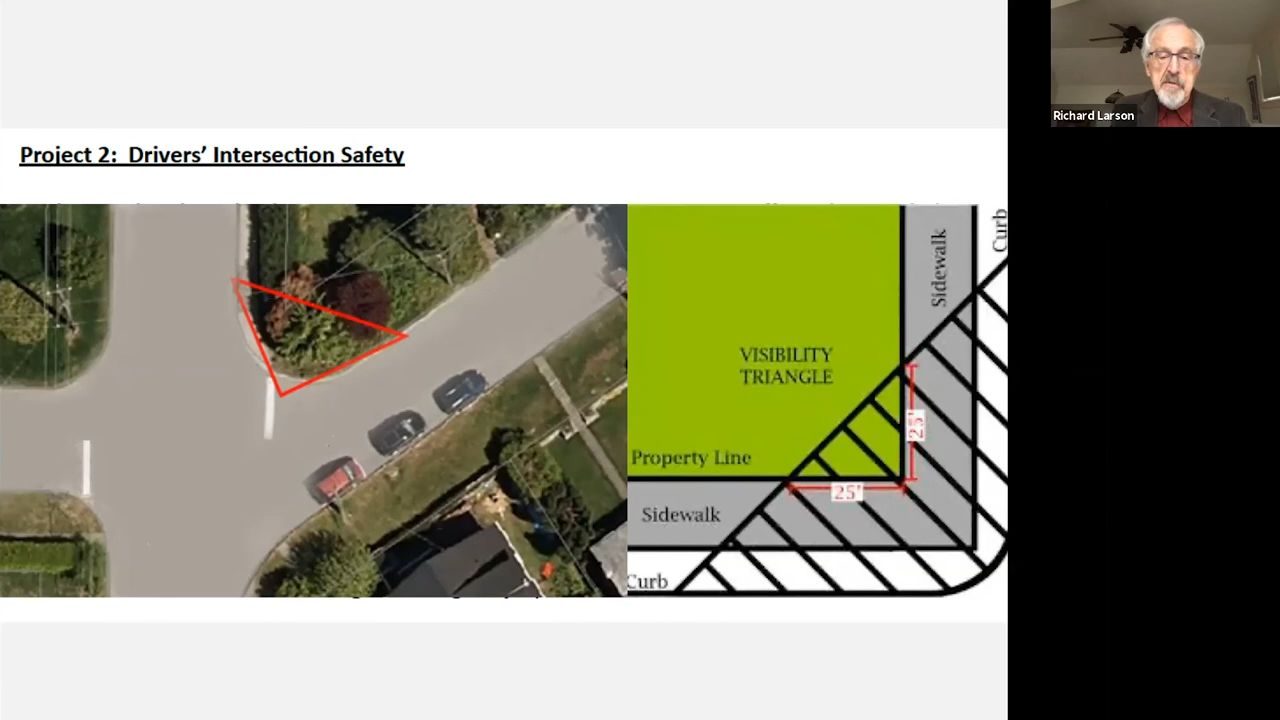 Project 2:  Drivers' Intersection Safety
Curb
Sidewalk
VISIBILITY
TRIANGLE
25'
Property Line
25'
Sidewalk
Curb
Richard Larson